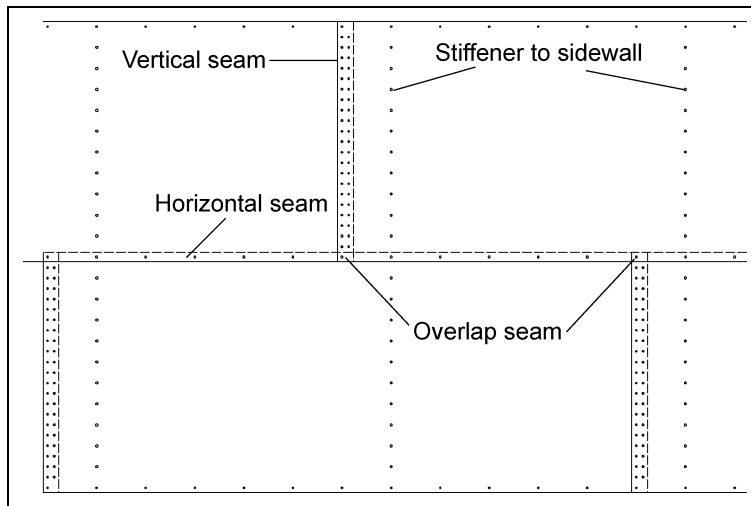 Vertical seam
Stiffener to sidewall
Horizontal seam
Overlap seam